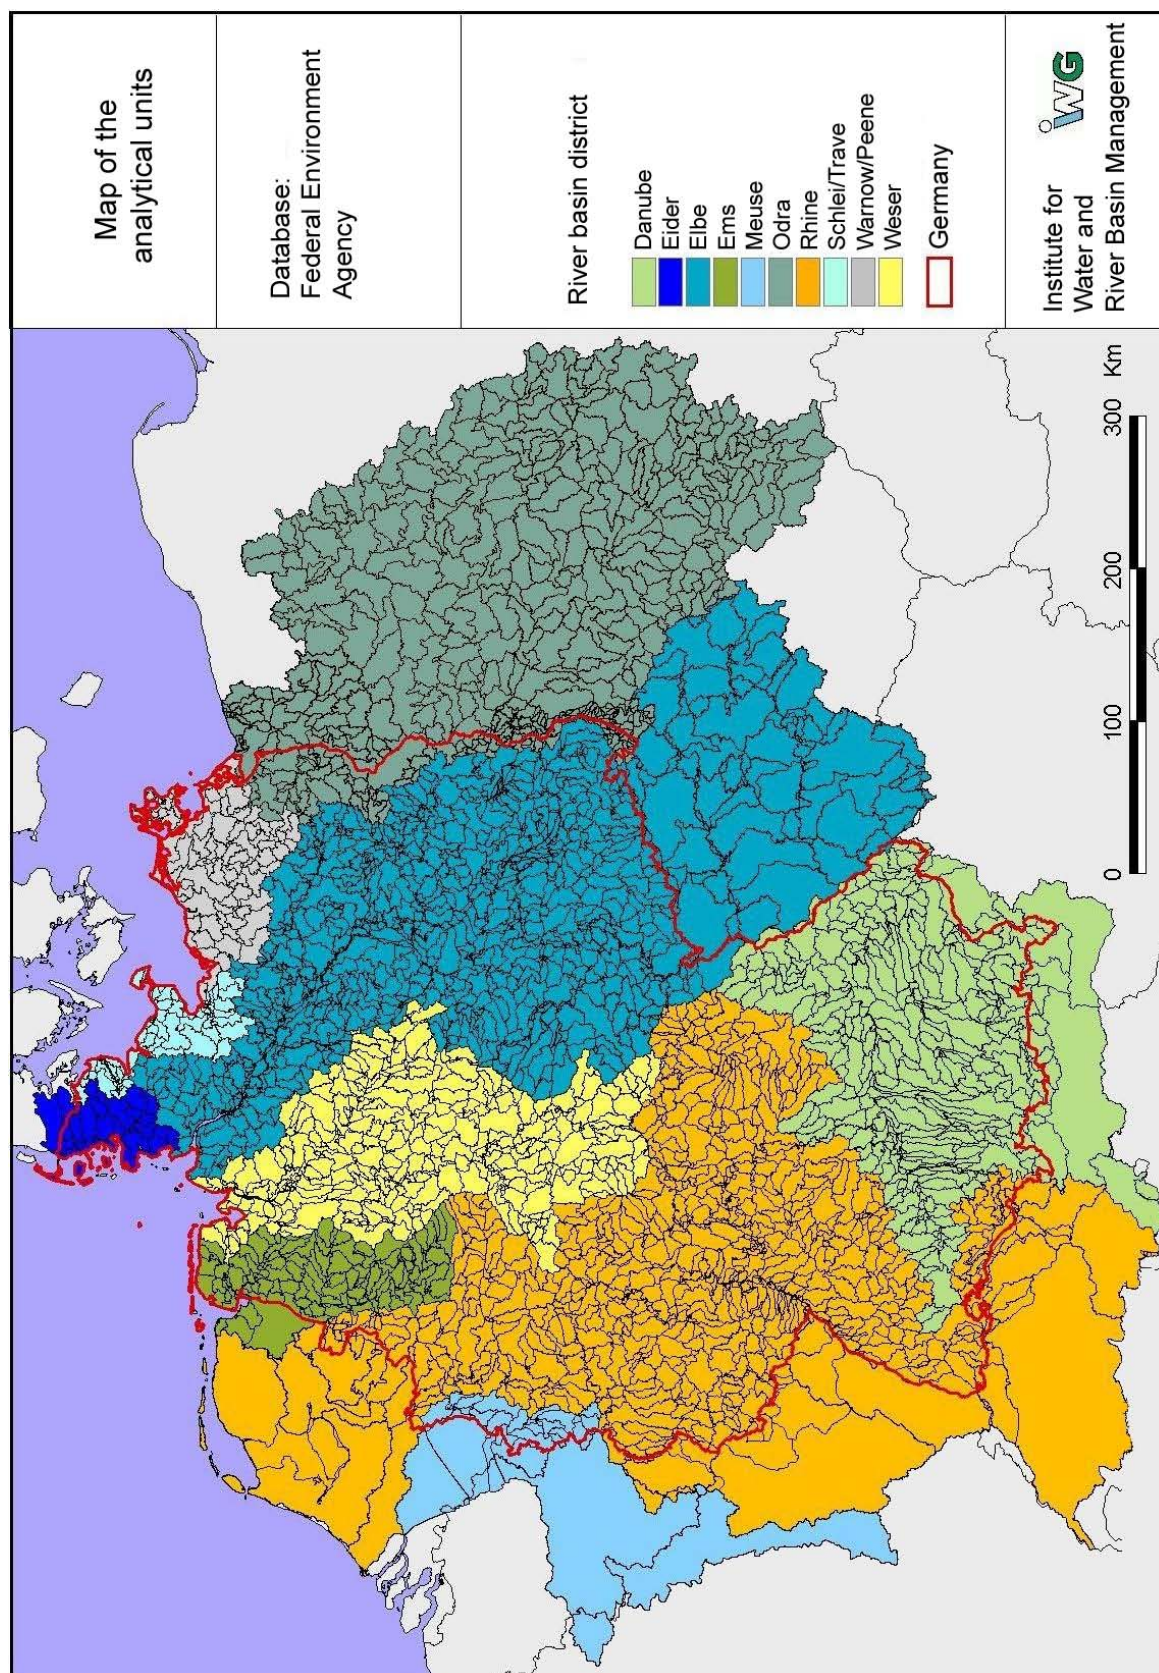 Map of the
analytical units
Database:
Federal Environment
Agency
River basin district
Danube
Eider
Elbe
Ems
Meuse
Odra
Rhine
Schlei/Trave
Warnow/Peene
Weser
Germany
iWG
Institute for
Water and
River Basin Management
0 100 200 300 Km